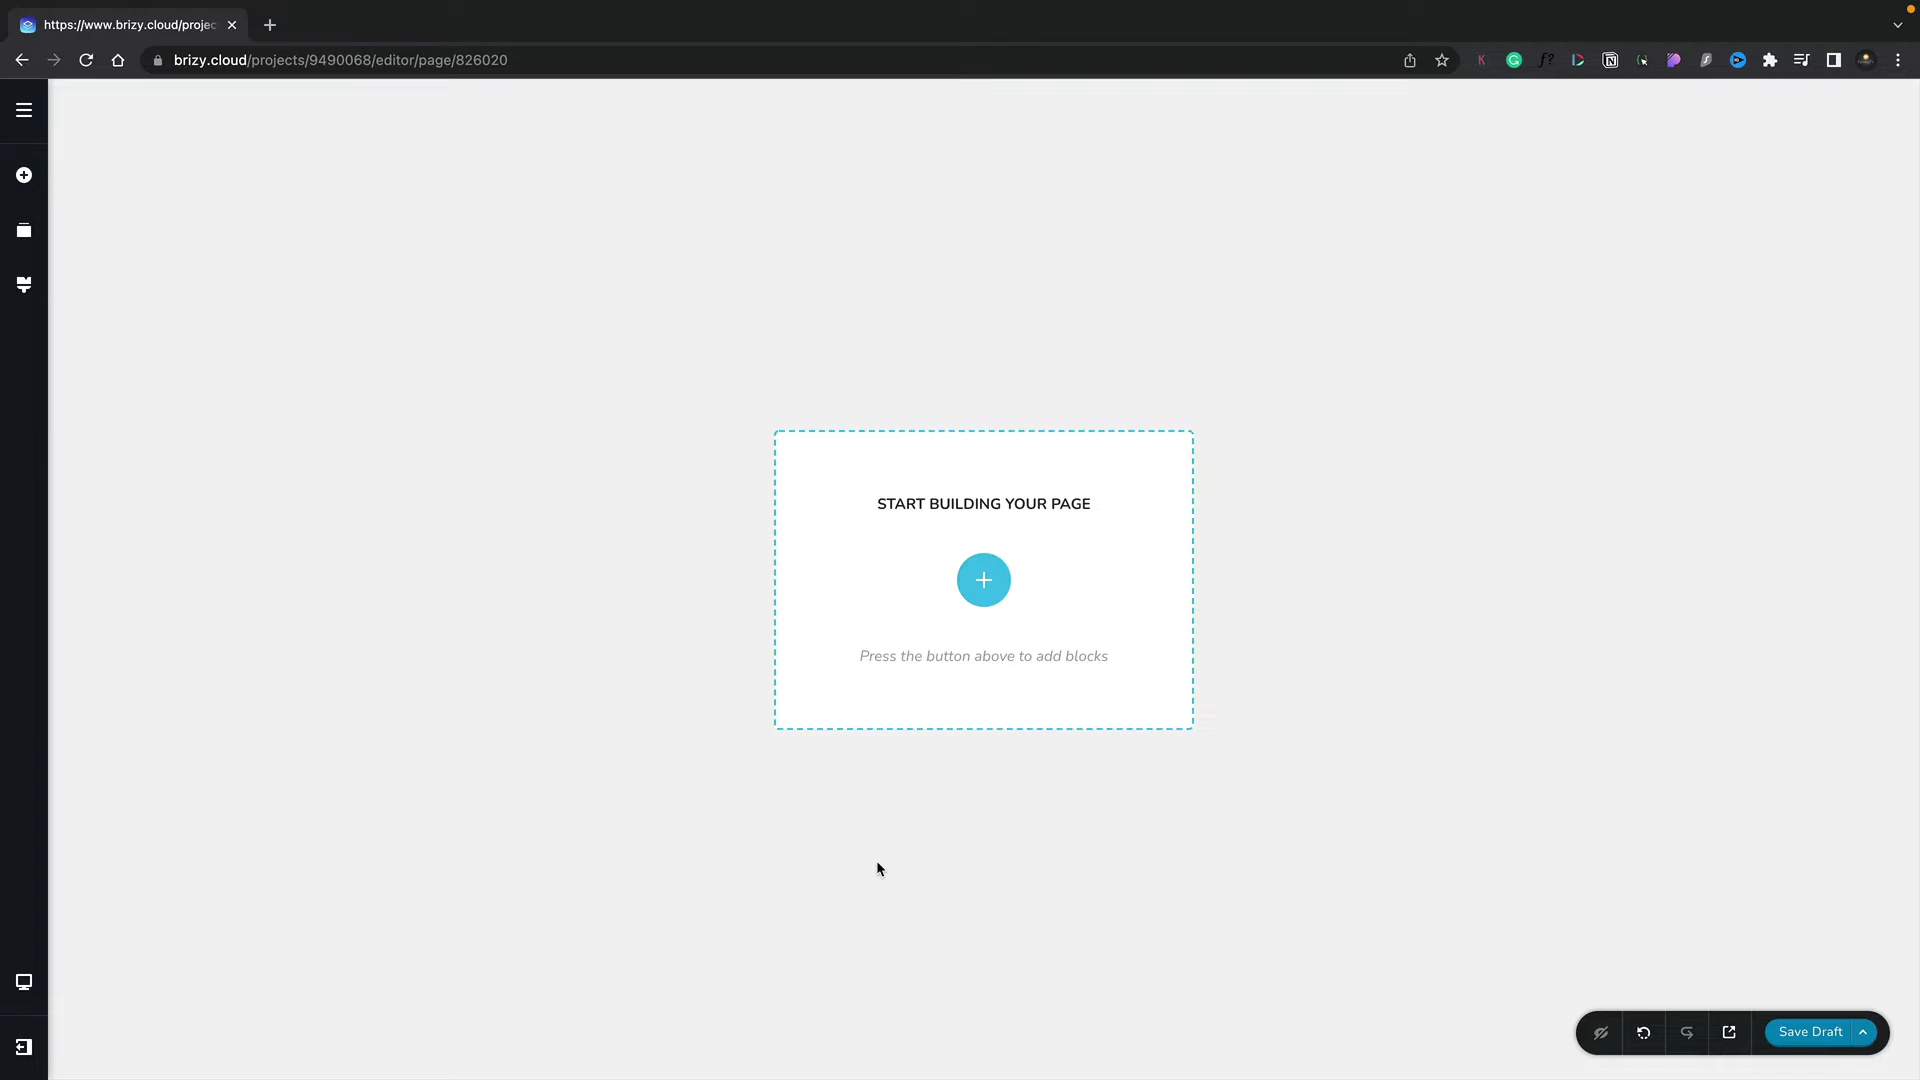 https://www.brizy.cloud/projec
brizy.cloud/projects/9490068/editor/page/826020
START BUILDING YOUR PAGE
Press the button above to add blocks
Save Draft